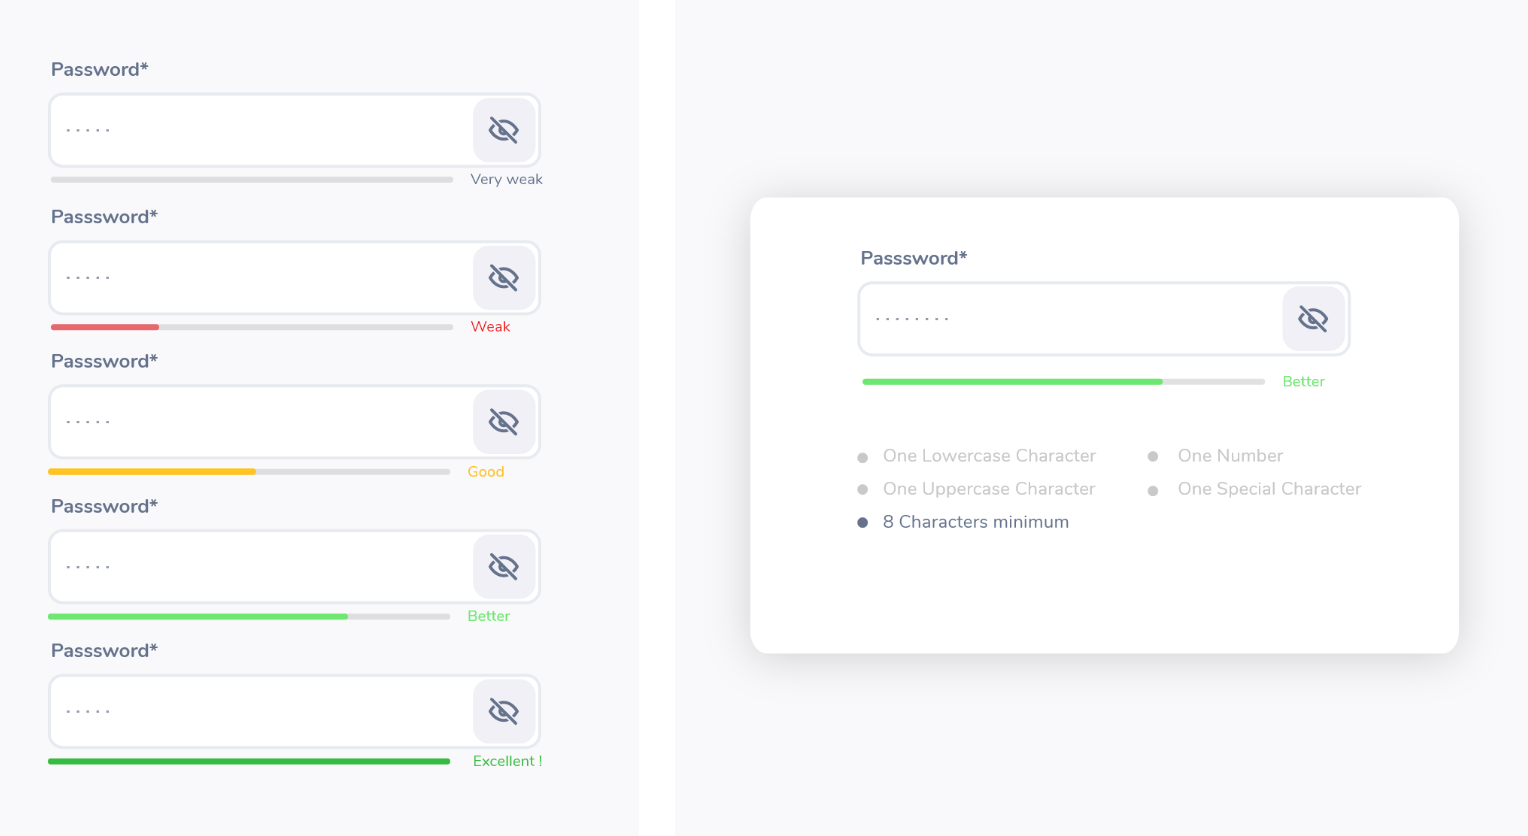 Password*
· · · · ·
Very weak
Passsword*
· · · · ·
Weak
Passsword*
· · · · ·
Good
Passsword*
· · · · ·
Better
Passsword*
· · · · ·
Excellent !
Passsword*
· · · · · · · ·
Better
One Lowercase Character
One Number
One Uppercase Character
One Special Character
8 Characters minimum